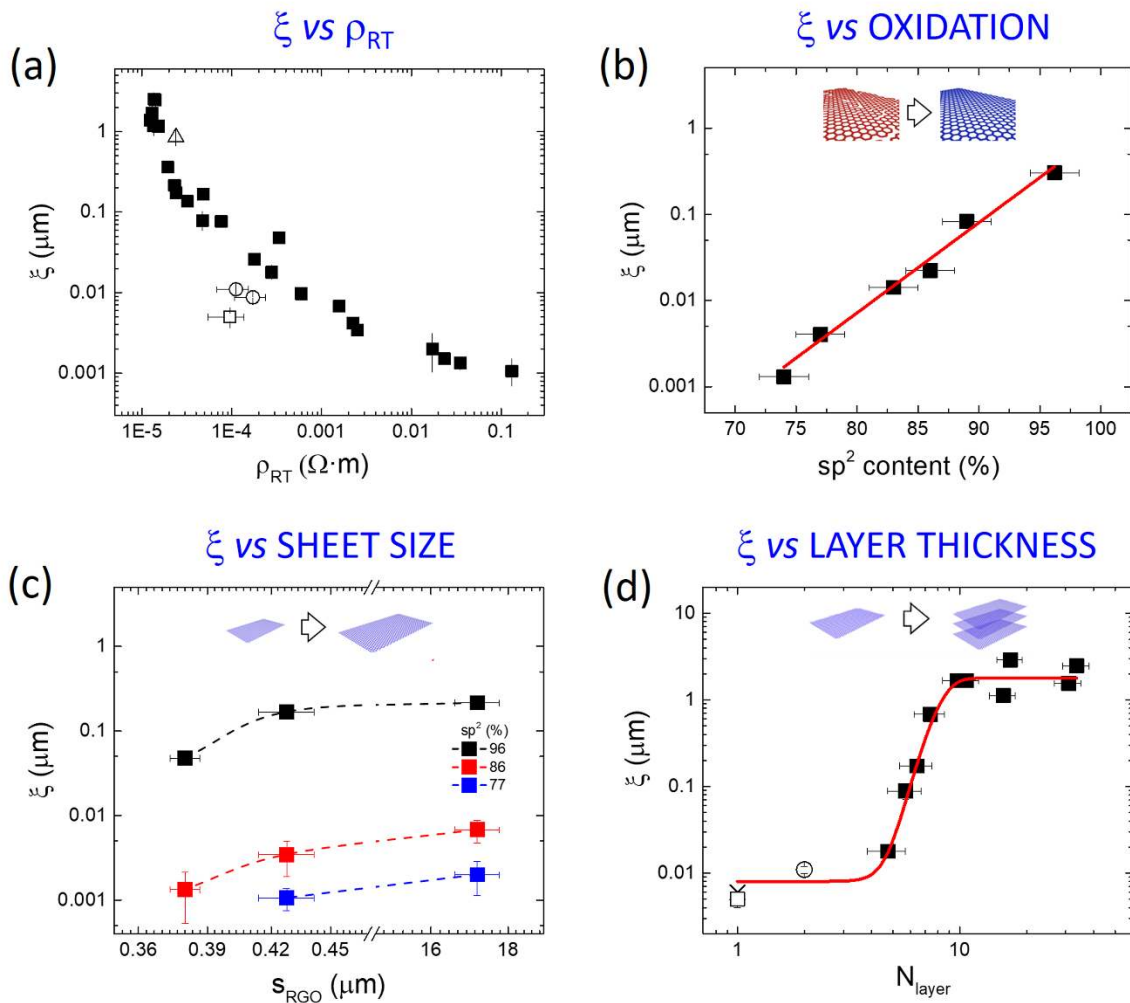 ξ vs ρRT
(a)
ξ (μm)
1
0.1
0.01
0.001
1E-5 1E-4 0.001 0.01 0.1
ρRT (Ω·m)
ξ vs OXIDATION
(b)
ξ (μm)
1
0.1
0.01
0.001
70 75 80 85 90 95 100
sp² content (%)
ξ vs SHEET SIZE
(c)
ξ (μm)
1
0.1
0.01
0.001
sp² (%)
96
86
77
0.36 0.39 0.42 0.45 16 17 18
sRGO (μm)
ξ vs LAYER THICKNESS
(d)
ξ (μm)
10
1
0.1
0.01
1 10
Nlayer